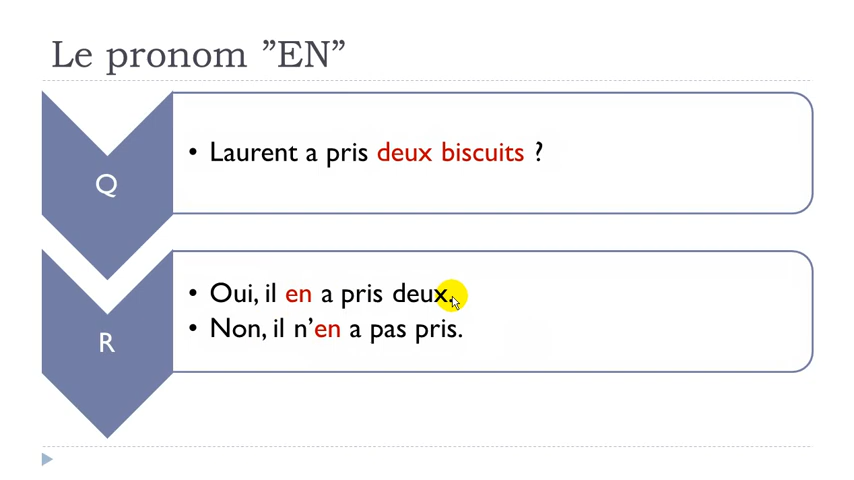 Le pronom ”EN”
Q
• Laurent a pris deux biscuits ?
R
• Oui, il en a pris deux.
• Non, il n’en a pas pris.